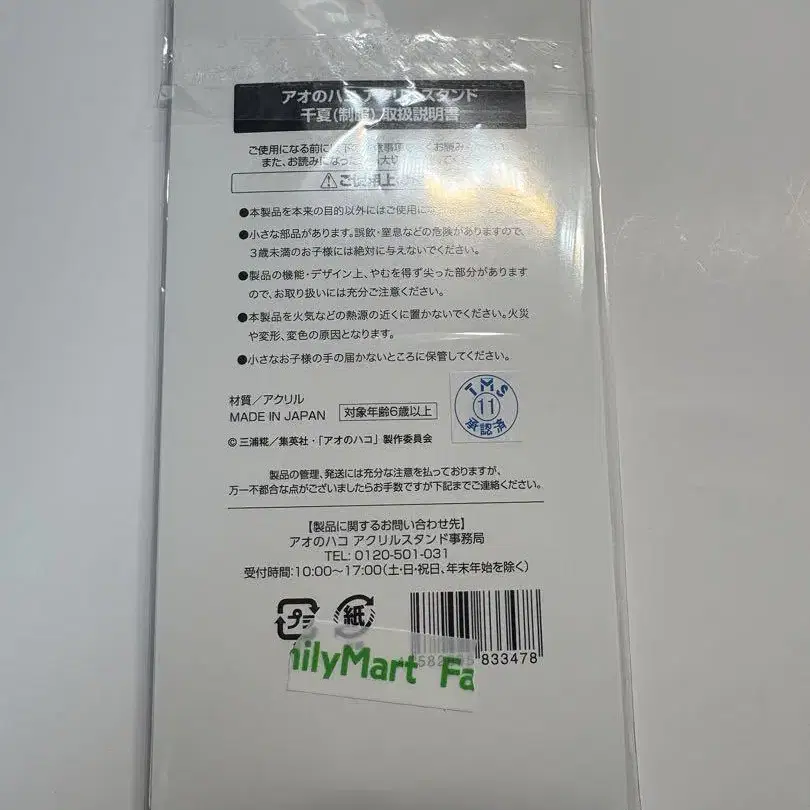 アオのハコ アクリルスタンド
千夏(制服) 取扱説明書
ご使用になる前に
また、お読みになった
⚠ご使用上
●本製品を本来の目的以外にはご使用に
●小さな部品があります。誤飲・窒息などの危険がありますので、
3歳未満のお子様には絶対に与えないでください。
●製品の機能・デザイン上、やむを得ず尖った部分があります
ので、お取り扱いには充分ご注意ください。
●本製品を火気などの熱源の近くに置かないでください。火災
や変形、変色の原因となります。
●小さなお子様の手の届かないところに保管してください。
材質／アクリル
MADE IN JAPAN
対象年齢6歳以上
TMS
11
承認済
©三浦糀／集英社・「アオのハコ」製作委員会
製品の管理、発送には充分な注意を払っておりますが、
万一不都合な点がございましたらお手数ですが下記までご連絡ください。
【製品に関するお問い合わせ先】
アオのハコ アクリルスタンド事務局
TEL: 0120-501-031
受付時間:10:00〜17:00(土・日・祝日、年末年始を除く)
プラ
紙
ilyMart Fa
833478